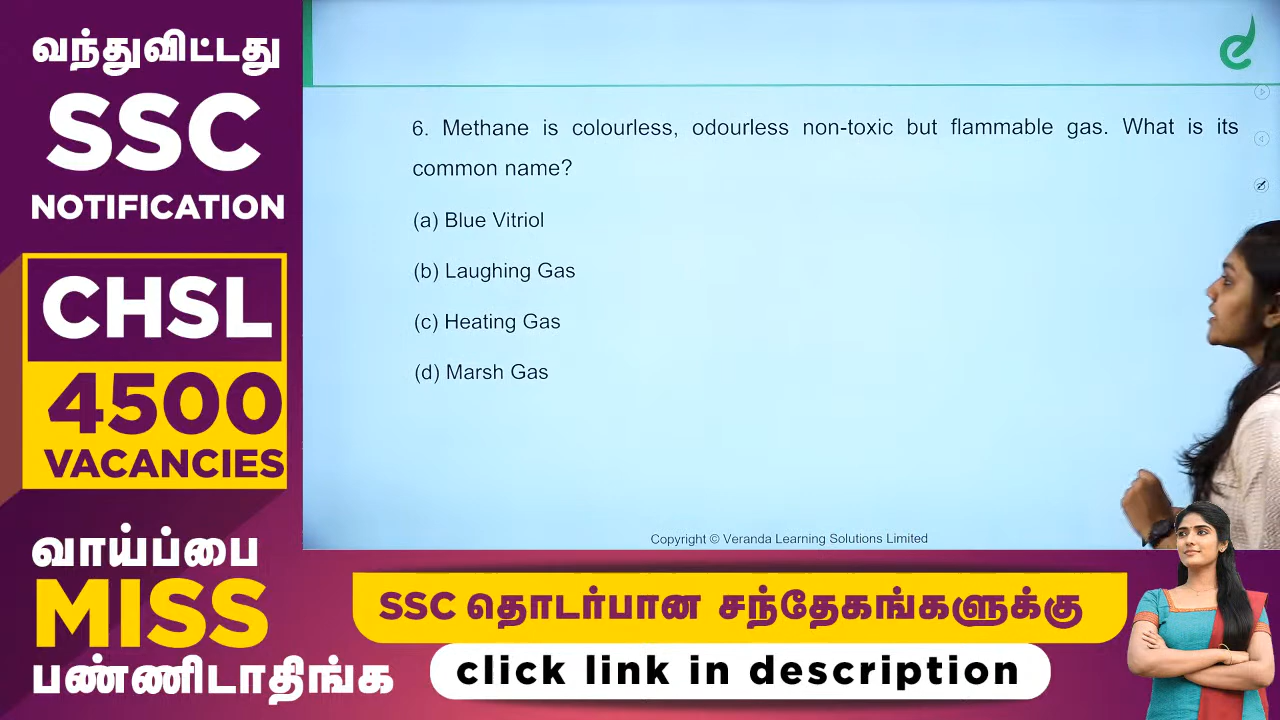 வந்துவிட்டது
SSC
NOTIFICATION
CHSL
4500
VACANCIES
வாய்ப்பை
MISS
பண்ணிடாதிங்க
6. Methane is colourless, odourless non-toxic but flammable gas. What is its
common name?
(a) Blue Vitriol
(b) Laughing Gas
(c) Heating Gas
(d) Marsh Gas
Copyright © Veranda Learning Solutions Limited
SSC தொடர்பான சந்தேகங்களுக்கு
click link in description